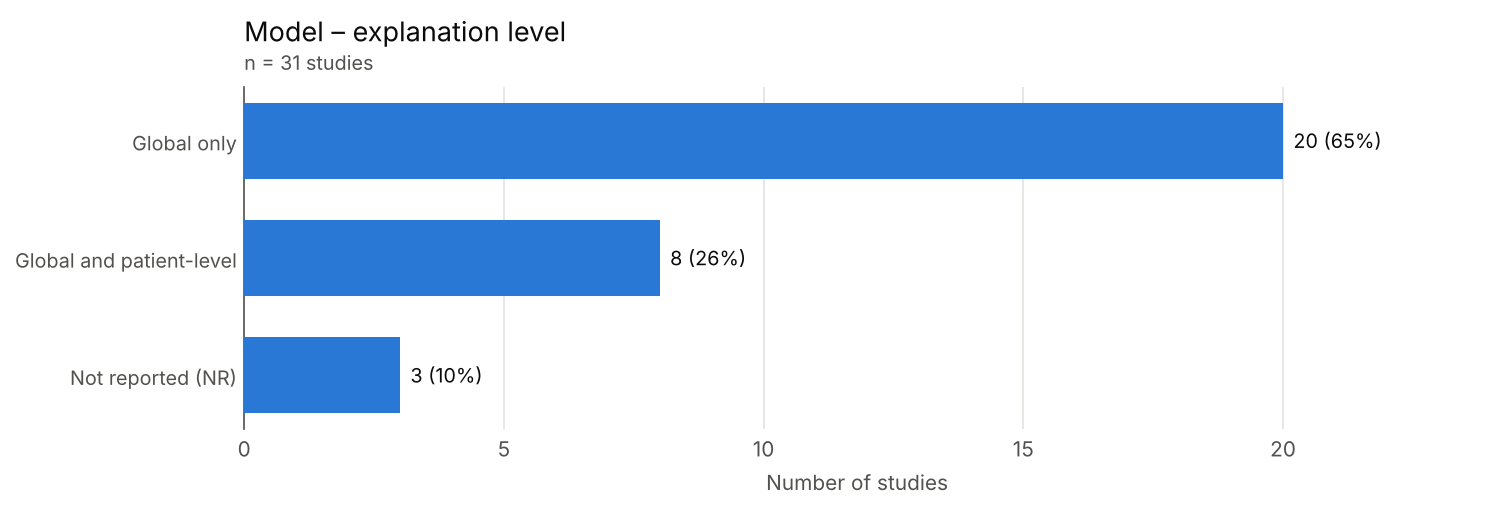 Model – explanation level
n = 31 studies
Global only
20 (65%)
Global and patient-level
8 (26%)
Not reported (NR)
3 (10%)
0 5 10 15 20
Number of studies